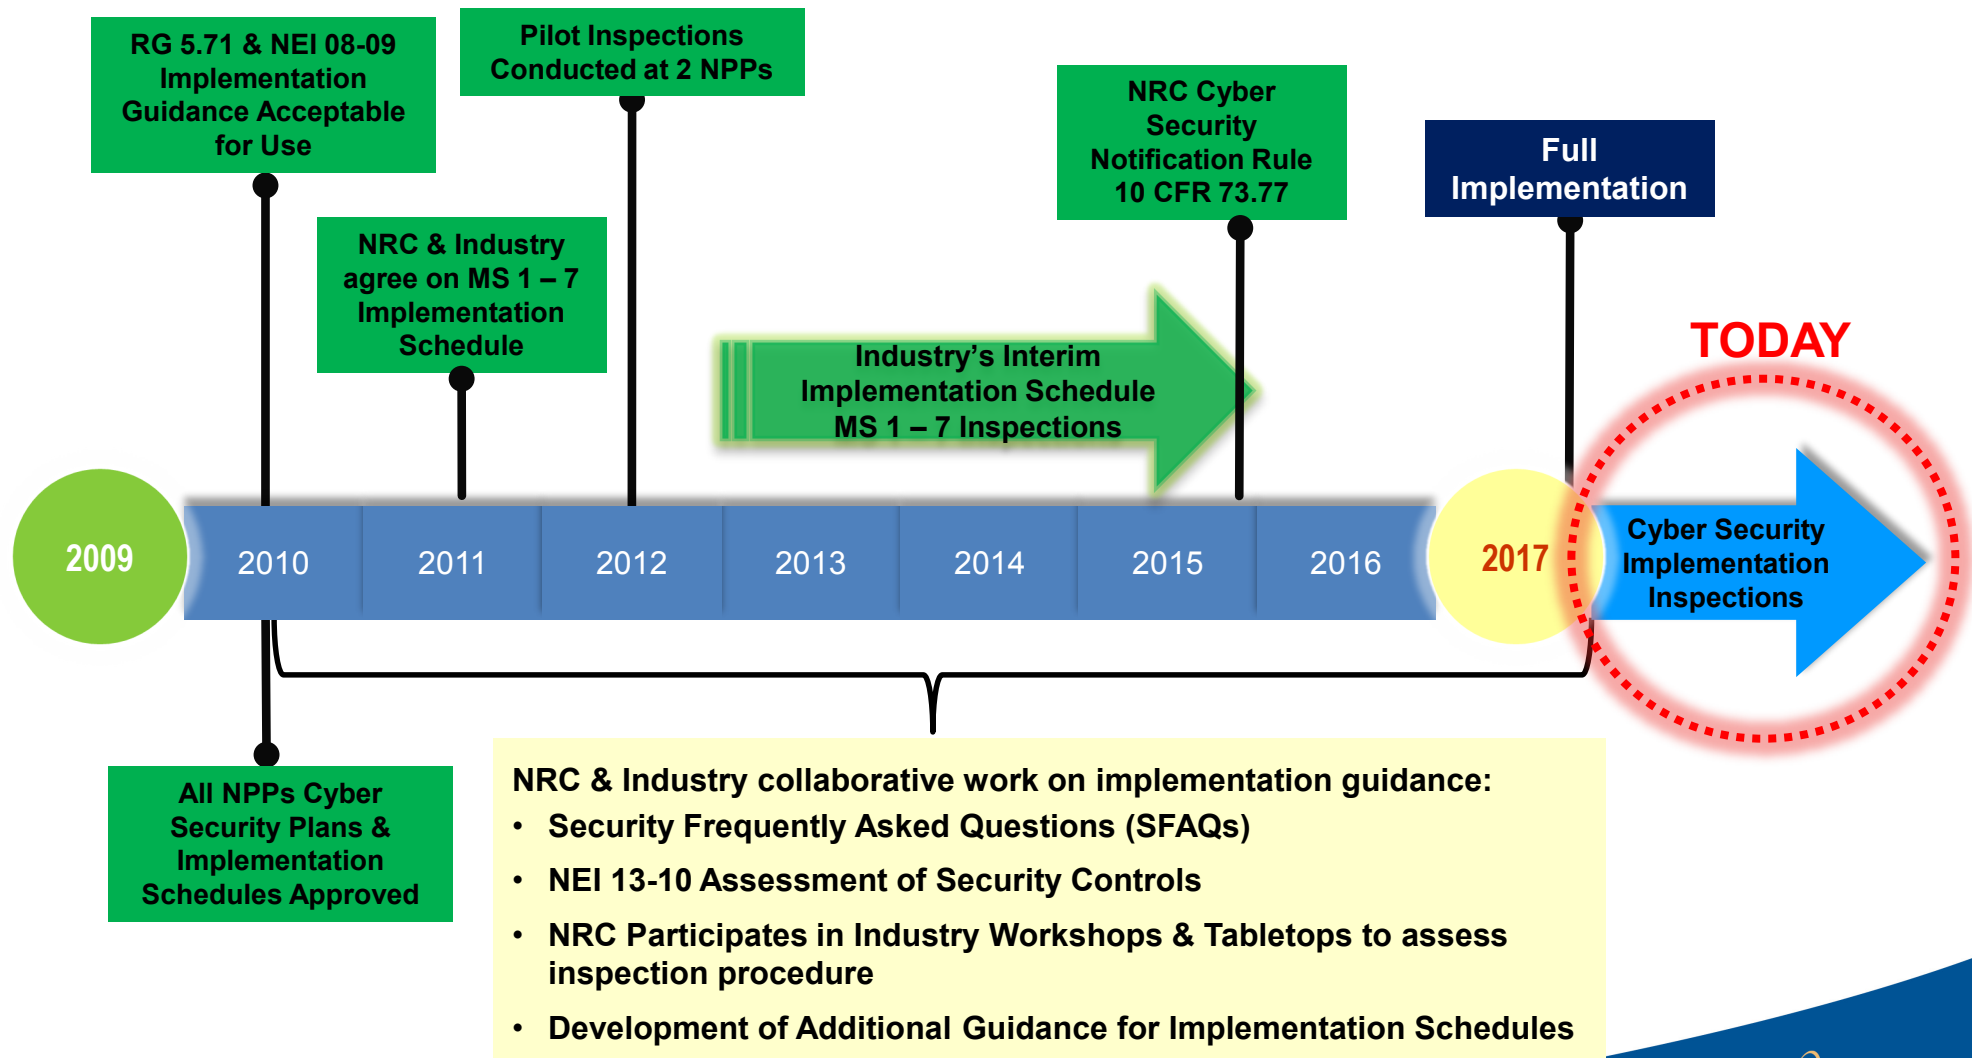 RG 5.71 & NEI 08-09
Implementation
Guidance Acceptable
for Use
Pilot Inspections
Conducted at 2 NPPs
NRC Cyber
Security
Notification Rule
10 CFR 73.77
Full
Implementation
NRC & Industry
agree on MS 1 – 7
Implementation
Schedule
Industry’s Interim
Implementation Schedule
MS 1 – 7 Inspections
TODAY
2009
2010
2011
2012
2013
2014
2015
2016
2017
Cyber Security
Implementation
Inspections
All NPPs Cyber
Security Plans &
Implementation
Schedules Approved
NRC & Industry collaborative work on implementation guidance:
• Security Frequently Asked Questions (SFAQs)
• NEI 13-10 Assessment of Security Controls
• NRC Participates in Industry Workshops & Tabletops to assess
inspection procedure
• Development of Additional Guidance for Implementation Schedules